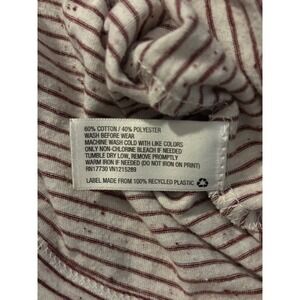 60% COTTON / 40% POLYESTER
WASH BEFORE WEAR
MACHINE WASH COLD WITH LIKE COLORS
ONLY NON-CHLORINE BLEACH IF NEEDED
TUMBLE DRY LOW, REMOVE PROMPTLY
WARM IRON IF NEEDED (DO NOT IRON ON PRINT)
RN17730 VN1215289
LABEL MADE FROM 100% RECYCLED PLASTIC